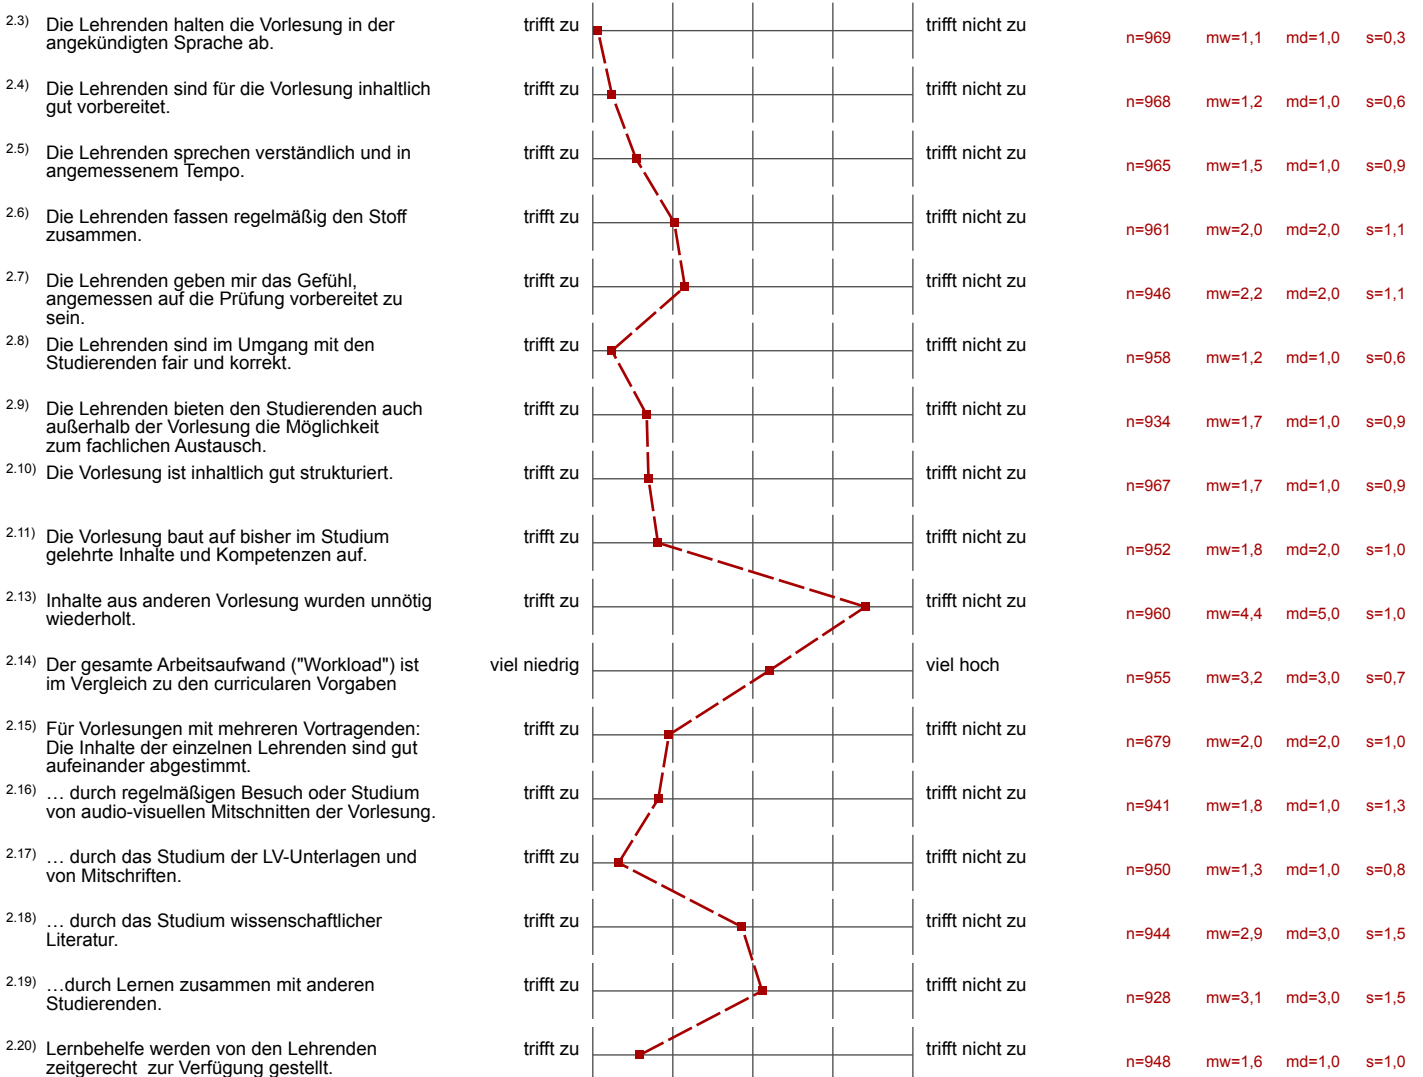 2.3) Die Lehrenden halten die Vorlesung in der
angekündigten Sprache ab.
trifft zu
trifft nicht zu
n=969 mw=1,1 md=1,0 s=0,3
2.4) Die Lehrenden sind für die Vorlesung inhaltlich
gut vorbereitet.
trifft zu
trifft nicht zu
n=968 mw=1,2 md=1,0 s=0,6
2.5) Die Lehrenden sprechen verständlich und in
angemessenem Tempo.
trifft zu
trifft nicht zu
n=965 mw=1,5 md=1,0 s=0,9
2.6) Die Lehrenden fassen regelmäßig den Stoff
zusammen.
trifft zu
trifft nicht zu
n=961 mw=2,0 md=2,0 s=1,1
2.7) Die Lehrenden geben mir das Gefühl,
angemessen auf die Prüfung vorbereitet zu
sein.
trifft zu
trifft nicht zu
n=946 mw=2,2 md=2,0 s=1,1
2.8) Die Lehrenden sind im Umgang mit den
Studierenden fair und korrekt.
trifft zu
trifft nicht zu
n=958 mw=1,2 md=1,0 s=0,6
2.9) Die Lehrenden bieten den Studierenden auch
außerhalb der Vorlesung die Möglichkeit
zum fachlichen Austausch.
trifft zu
trifft nicht zu
n=934 mw=1,7 md=1,0 s=0,9
2.10) Die Vorlesung ist inhaltlich gut strukturiert.
trifft zu
trifft nicht zu
n=967 mw=1,7 md=1,0 s=0,9
2.11) Die Vorlesung baut auf bisher im Studium
gelehrte Inhalte und Kompetenzen auf.
trifft zu
trifft nicht zu
n=952 mw=1,8 md=2,0 s=1,0
2.13) Inhalte aus anderen Vorlesung wurden unnötig
wiederholt.
trifft zu
trifft nicht zu
n=960 mw=4,4 md=5,0 s=1,0
2.14) Der gesamte Arbeitsaufwand ("Workload") ist
im Vergleich zu den curricularen Vorgaben
viel niedrig
viel hoch
n=955 mw=3,2 md=3,0 s=0,7
2.15) Für Vorlesungen mit mehreren Vortragenden:
Die Inhalte der einzelnen Lehrenden sind gut
aufeinander abgestimmt.
trifft zu
trifft nicht zu
n=679 mw=2,0 md=2,0 s=1,0
2.16) … durch regelmäßigen Besuch oder Studium
von audio-visuellen Mitschnitten der Vorlesung.
trifft zu
trifft nicht zu
n=941 mw=1,8 md=1,0 s=1,3
2.17) … durch das Studium der LV-Unterlagen und
von Mitschriften.
trifft zu
trifft nicht zu
n=950 mw=1,3 md=1,0 s=0,8
2.18) … durch das Studium wissenschaftlicher
Literatur.
trifft zu
trifft nicht zu
n=944 mw=2,9 md=3,0 s=1,5
2.19) …durch Lernen zusammen mit anderen
Studierenden.
trifft zu
trifft nicht zu
n=928 mw=3,1 md=3,0 s=1,5
2.20) Lernbehelfe werden von den Lehrenden
zeitgerecht zur Verfügung gestellt.
trifft zu
trifft nicht zu
n=948 mw=1,6 md=1,0 s=1,0